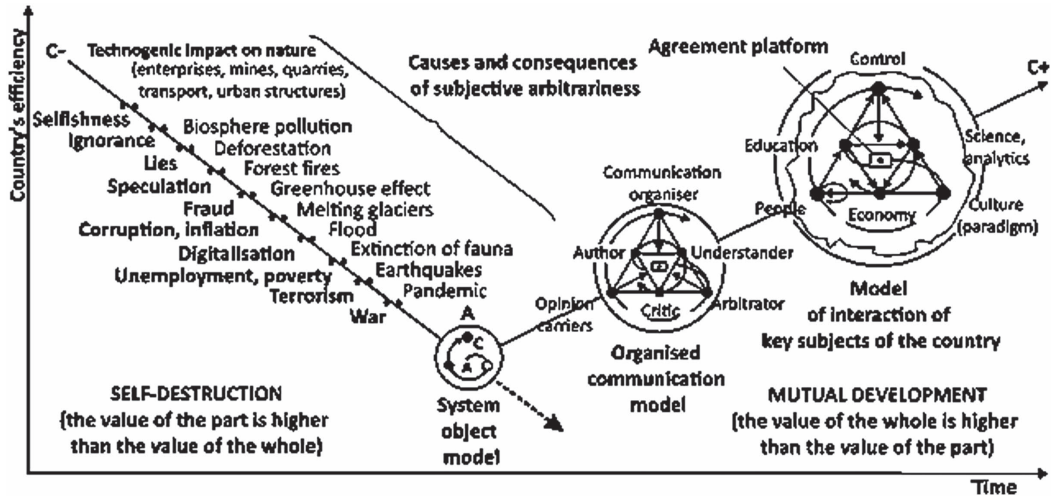 Country's efficiency
C-
Technogenic impact on nature
(enterprises, mines, quarries,
transport, urban structures)
Selfishness
Ignorance
Lies
Speculation
Fraud
Corruption, inflation
Digitalisation
Unemployment, poverty
Terrorism
War
Biosphere pollution
Deforestation
Forest fires
Greenhouse effect
Melting glaciers
Flood
Extinction of fauna
Earthquakes
Pandemic
Causes and consequences
of subjective arbitrariness
A
C
A
System
object
model
SELF-DESTRUCTION
(the value of the part is higher
than the value of the whole)
Communication
organiser
Author
Understander
Opinion
carriers
Critic
Arbitrator
Organised
communication
model
Agreement platform
Control
C+
Education
Science,
analytics
People
Economy
Culture
(paradigm)
Model
of interaction of
key subjects of the country
MUTUAL DEVELOPMENT
(the value of the whole is higher
than the value of the part)
Time